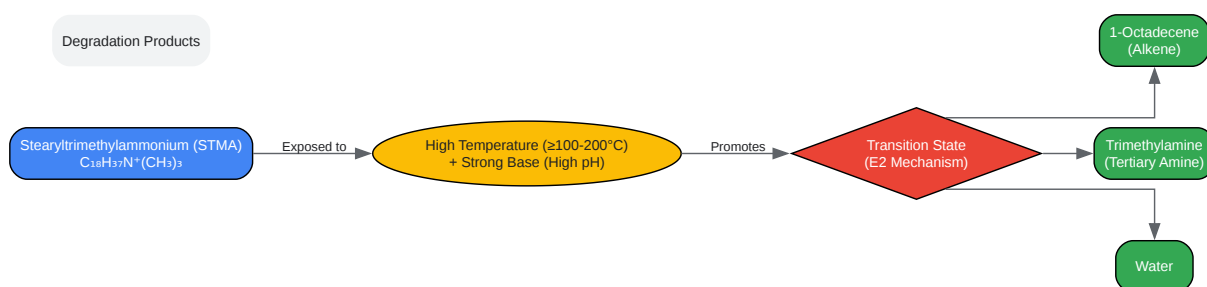 Degradation Products
Stearyltrimethylammonium (STMA)
C₁₈H₃₇N⁺(CH₃)₃
Exposed to
High Temperature (≥100-200°C)
+ Strong Base (High pH)
Promotes
Transition State
(E2 Mechanism)
1-Octadecene
(Alkene)
Trimethylamine
(Tertiary Amine)
Water